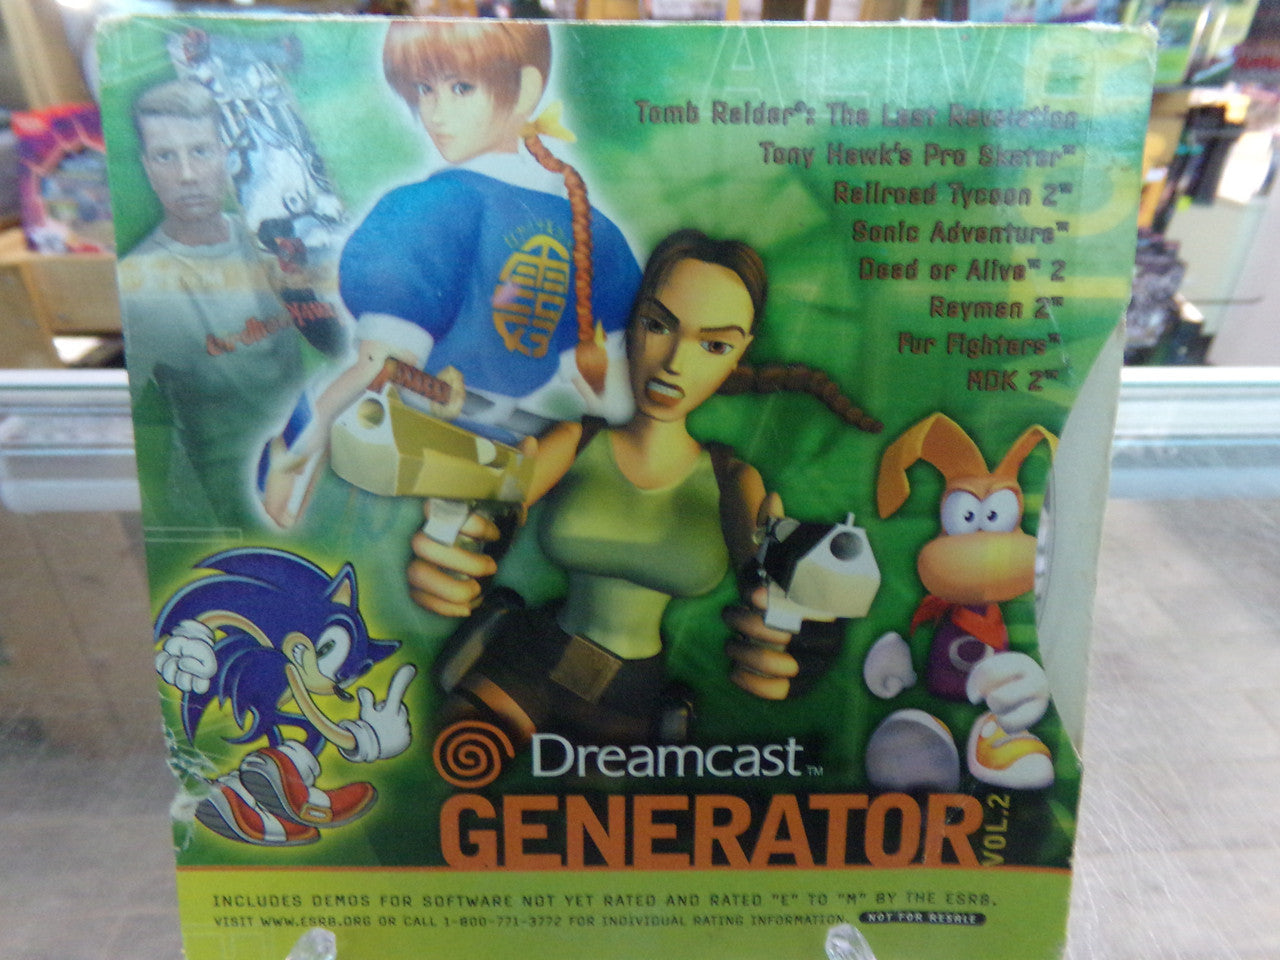 ALIVE
Tomb Raider®: The Last Revelation
Tony Hawk's Pro Skater™
Railroad Tycoon 2™
Sonic Adventure™
Dead or Alive™ 2
Rayman 2™
Fur Fighters™
MDK 2™
Dreamcast™
GENERATOR
VOL.2
INCLUDES DEMOS FOR SOFTWARE NOT YET RATED AND RATED "E" TO "M" BY THE ESRB.
VISIT WWW.ESRB.ORG OR CALL 1-800-771-3772 FOR INDIVIDUAL RATING INFORMATION. NOT FOR RESALE